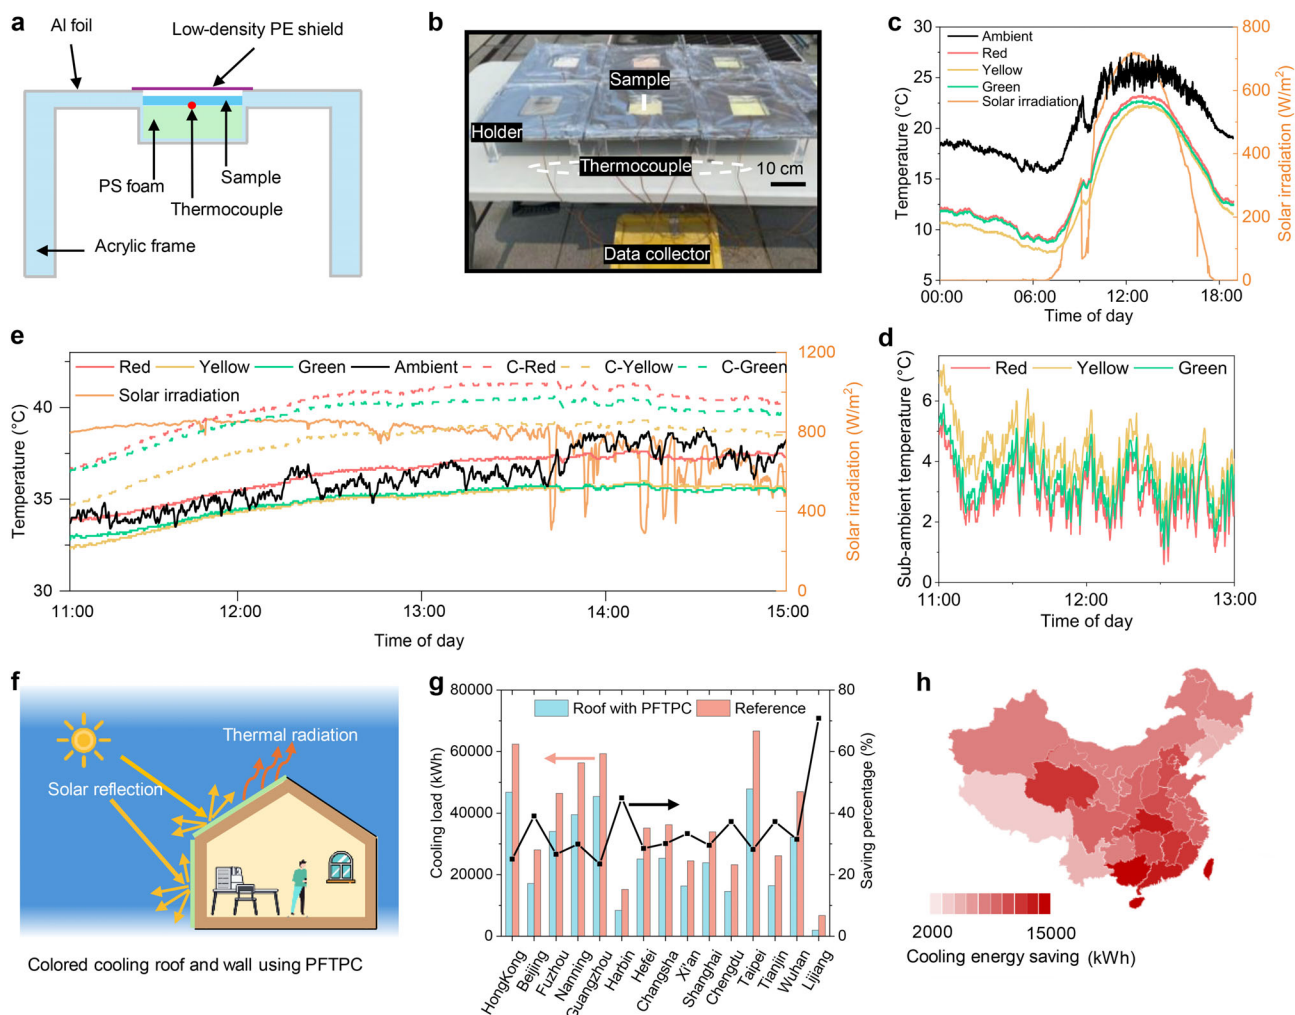 a
Al foil
Low-density PE shield
PS foam
Sample
Thermocouple
Acrylic frame
b
Sample
Holder
Thermocouple
10 cm
Data collector
c
Temperature (°C)
30
25
20
15
10
5
Ambient
Red
Yellow
Green
Solar irradiation
800
700
600
500
400
300
200
100
0
Solar irradiation (W/m²)
00:00
06:00
12:00
18:00
Time of day
e
Temperature (°C)
40
35
30
Red
Yellow
Green
Ambient
C-Red
C-Yellow
C-Green
Solar irradiation
1200
800
400
0
Solar irradiation (W/m²)
11:00
12:00
13:00
14:00
15:00
Time of day
d
Sub-ambient temperature (°C)
6
4
2
0
Red
Yellow
Green
11:00
12:00
13:00
Time of day
f
Thermal radiation
Solar reflection
Colored cooling roof and wall using PFTPC
g
Cooling load (kWh)
80000
60000
40000
20000
0
Roof with PFTPC
Reference
80
60
40
20
0
Saving percentage (%)
HongKong
Beijing
Fuzhou
Nanning
Guangzhou
Harbin
Hefei
Changsha
Xi'an
Shanghai
Chengdu
Taipei
Tianjin
Wuhan
Lijiang
h
2000
15000
Cooling energy saving (kWh)